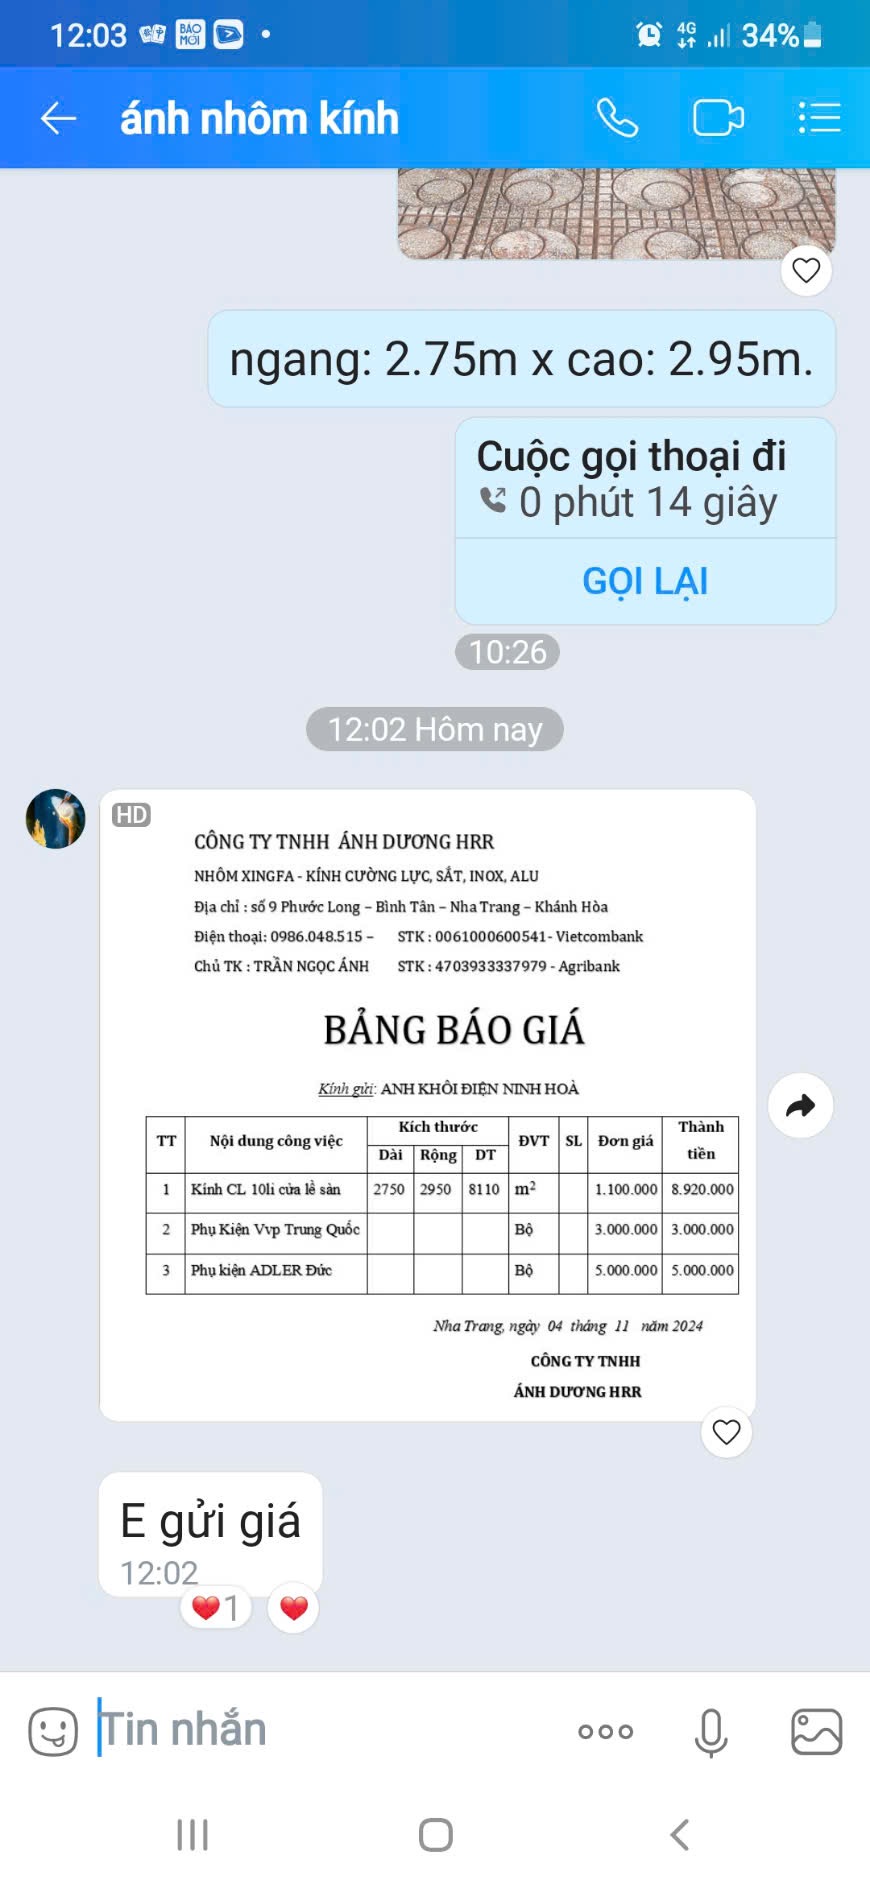 12:03
BÁO MỚI
4G
34%
ánh nhôm kính
ngang: 2.75m x cao: 2.95m.
Cuộc gọi thoại đi
0 phút 14 giây
GỌI LẠI
10:26
12:02 Hôm nay
HD
CÔNG TY TNHH ÁNH DƯƠNG HRR
NHÔM XINGFA - KÍNH CƯỜNG LỰC, SẮT, INOX, ALU
Địa chỉ : số 9 Phước Long – Bình Tân – Nha Trang – Khánh Hòa
Điện thoại: 0986.048.515 – STK : 0061000600541- Vietcombank
Chủ TK : TRẦN NGỌC ÁNH STK : 4703933337979 - Agribank
BẢNG BÁO GIÁ
Kính gửi: ANH KHÔI ĐIỆN NINH HOÀ
TT Nội dung công việc Kích thước ĐVT SL Đơn giá Thành tiền
Dài Rộng DT
1 Kính CL 10li cửa lề sàn 2750 2950 8110 m² 1.100.000 8.920.000
2 Phụ Kiện Vvp Trung Quốc Bộ 3.000.000 3.000.000
3 Phụ kiện ADLER Đức Bộ 5.000.000 5.000.000
Nha Trang, ngày 04 tháng 11 năm 2024
CÔNG TY TNHH
ÁNH DƯƠNG HRR
E gửi giá
12:02
1
Tin nhắn